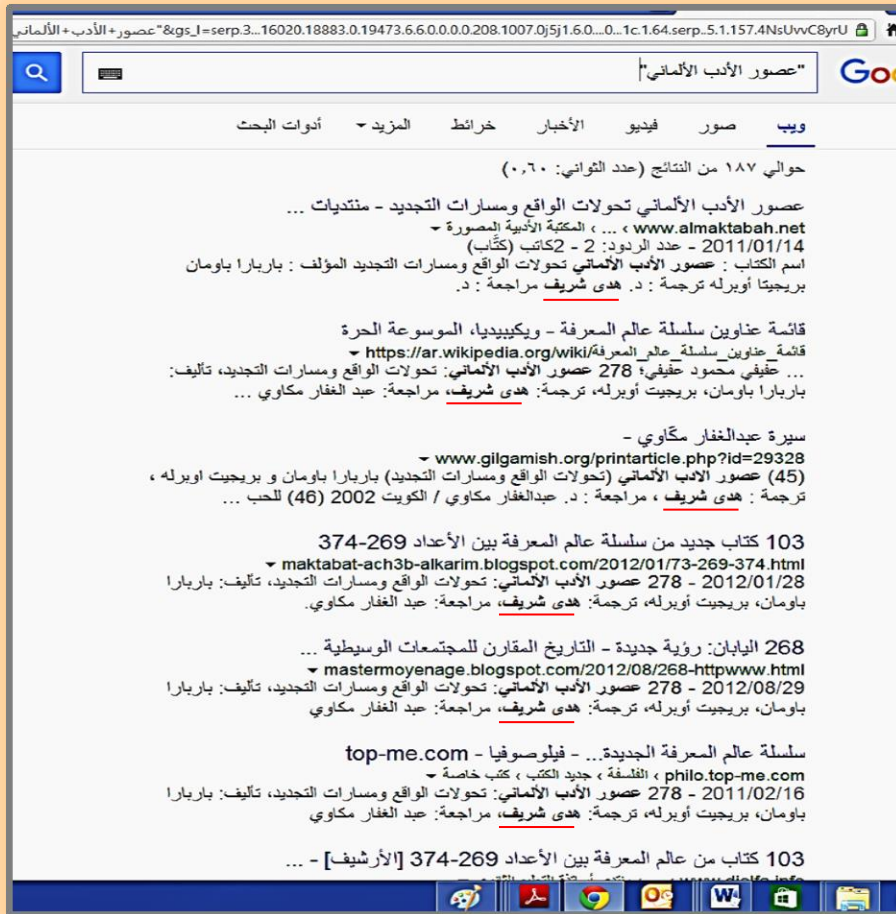 عصور+الأدب+الألماني"&gs_l=serp.3...16020.18883.0.19473.6.6.0.0.0.0.208.1007.0j5j1.6.0....0...1c.1.64.serp..5.1.157.4NsUvvC8yrU
"عصور الأدب الألماني"
ويب صور فيديو الأخبار خرائط المزيد أدوات البحث
حوالي ١٨٧ من النتائج (عدد الثواني: ٠,٦٠)
عصور الأدب الألماني تحولات الواقع ومسارات التجديد - منتديات ...
www.almaktabah.net › ... › المكتبة الأدبية المصورة
2011/01/14 - عدد الردود: 2 - 2كاتب (كتَّاب)
اسم الكتاب : عصور الأدب الألماني تحولات الواقع ومسارات التجديد المؤلف : باربارا باومان
بريجيتا أوبرله ترجمة : د. هدى شريف مراجعة : د.
قائمة عناوين سلسلة عالم المعرفة - ويكيبيديا، الموسوعة الحرة
https://ar.wikipedia.org/wiki/قائمة_عناوين_سلسلة_عالم_المعرفة
... عفيفي محمود عفيفي؛ 278 عصور الأدب الألماني: تحولات الواقع ومسارات التجديد، تأليف:
باربارا باومان، بريجيت أوبرله، ترجمة: هدى شريف، مراجعة: عبد الغفار مكاوي ...
سيرة عبدالغفار مكّاوي -
www.gilgamish.org/printarticle.php?id=29328
(45) عصور الادب الألماني (تحولات الواقع ومسارات التجديد) باربارا باومان و بريجيت اوبرله ،
ترجمة : هدى شريف ، مراجعة : د. عبدالغفار مكاوي / الكويت 2002 (46) للحب ...
103 كتاب جديد من سلسلة عالم المعرفة بين الأعداد 269-374
maktabat-ach3b-alkarim.blogspot.com/2012/01/73-269-374.html
2012/01/28 - 278 عصور الأدب الألماني: تحولات الواقع ومسارات التجديد، تأليف: باربارا
باومان، بريجيت أوبرله، ترجمة: هدى شريف، مراجعة: عبد الغفار مكاوي.
268 اليابان: رؤية جديدة - التاريخ المقارن للمجتمعات الوسيطية ...
mastermoyenage.blogspot.com/2012/08/268-httpwww.html
2012/08/29 - 278 عصور الأدب الألماني: تحولات الواقع ومسارات التجديد، تأليف: باربارا
باومان، بريجيت أوبرله، ترجمة: هدى شريف، مراجعة: عبد الغفار مكاوي
سلسلة عالم المعرفة الجديدة... - فيلوصوفيا - top-me.com
philo.top-me.com › الفلسفة › جديد الكتب › كتب خاصة
2011/02/16 - 278 عصور الأدب الألماني: تحولات الواقع ومسارات التجديد، تأليف: باربارا
باومان، بريجيت أوبرله، ترجمة: هدى شريف، مراجعة: عبد الغفار مكاوي
103 كتاب من عالم المعرفة بين الأعداد 269-374 [الأرشيف] - ...